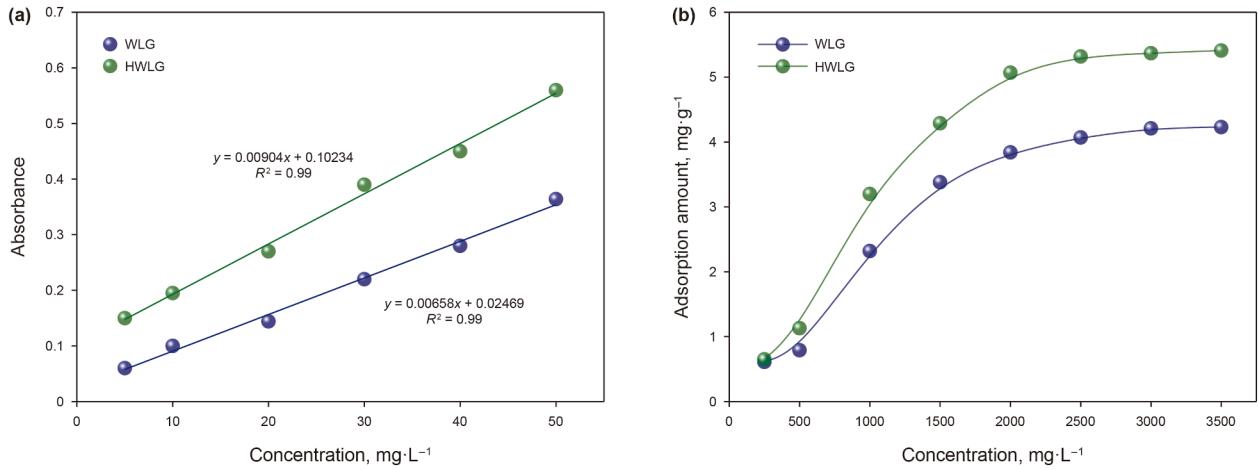 (a)
0.7
0.6
0.5
0.4
0.3
0.2
0.1
0
Absorbance
WLG
HWLG
y = 0.00904x + 0.10234
R² = 0.99
y = 0.00658x + 0.02469
R² = 0.99
0 10 20 30 40 50
Concentration, mg·L⁻¹
(b)
6
5
4
3
2
1
0
Adsorption amount, mg·g⁻¹
WLG
HWLG
0 500 1000 1500 2000 2500 3000 3500
Concentration, mg·L⁻¹